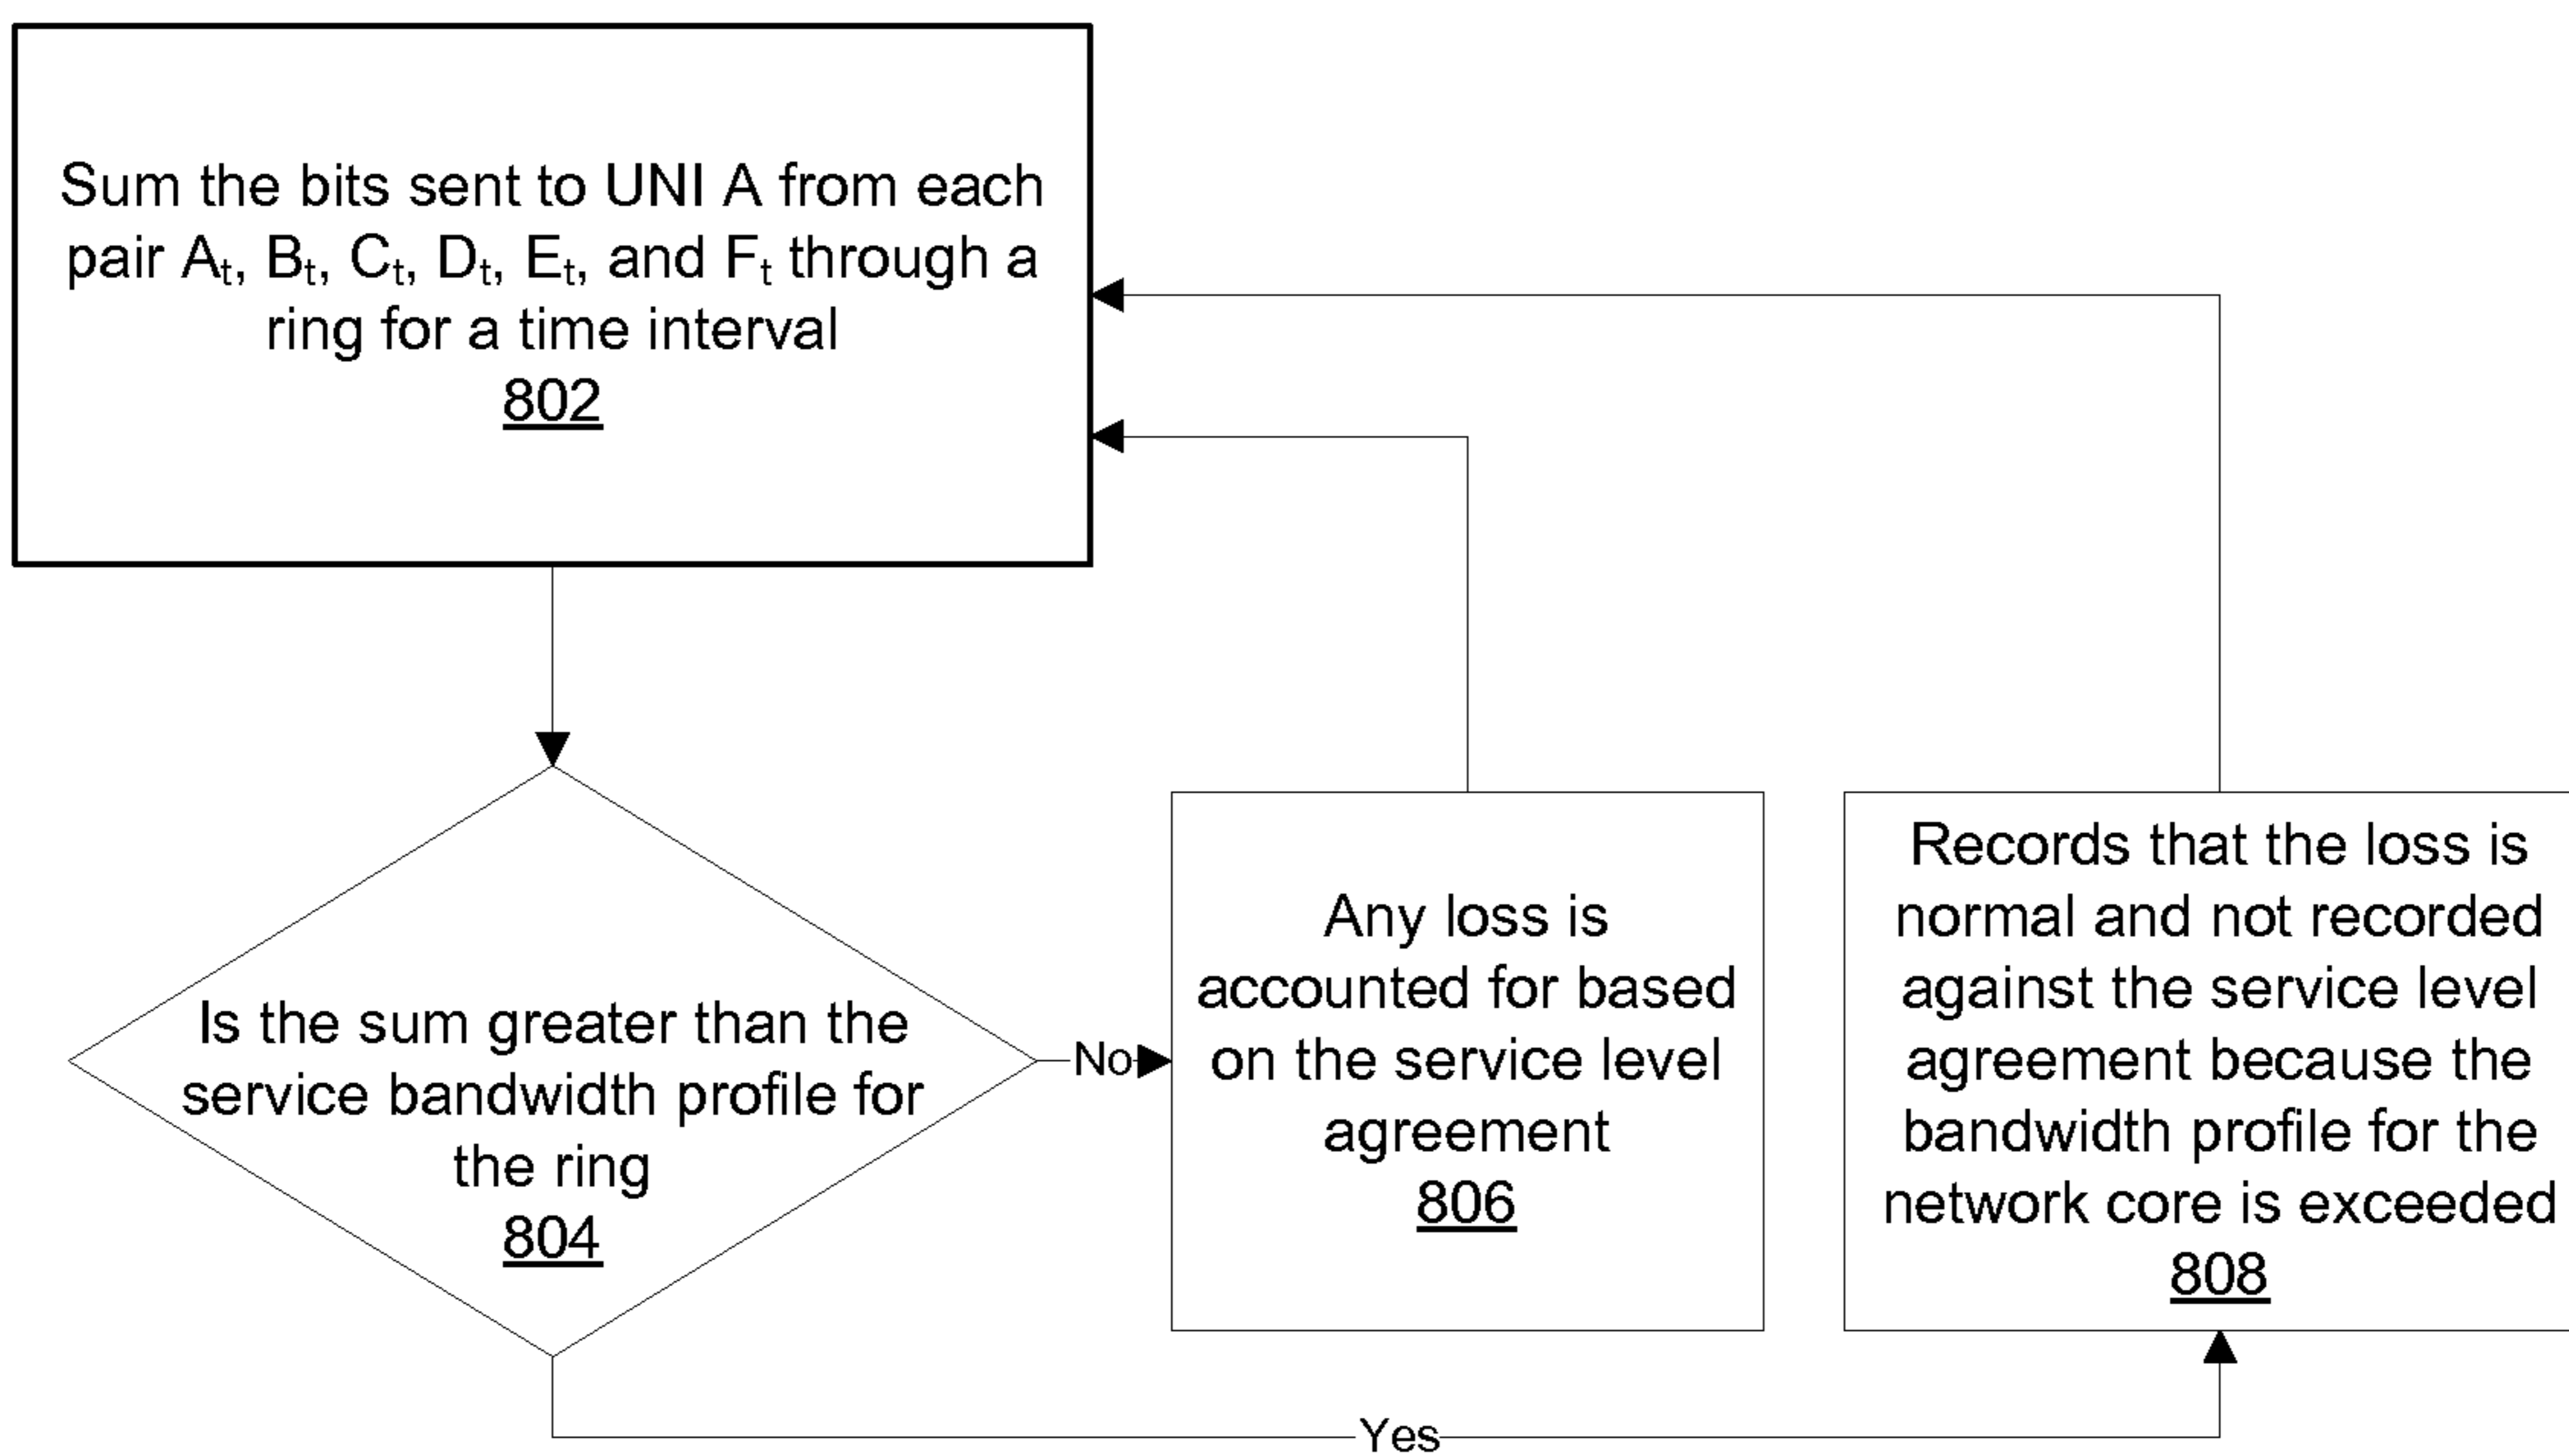 Sum the bits sent to UNI A from each
pair Aₜ, Bₜ, Cₜ, Dₜ, Eₜ, and Fₜ through a
ring for a time interval
802
Is the sum greater than the
service bandwidth profile for
the ring
804
No
Any loss is
accounted for based
on the service level
agreement
806
Records that the loss is
normal and not recorded
against the service level
agreement because the
bandwidth profile for the
network core is exceeded
808
Yes